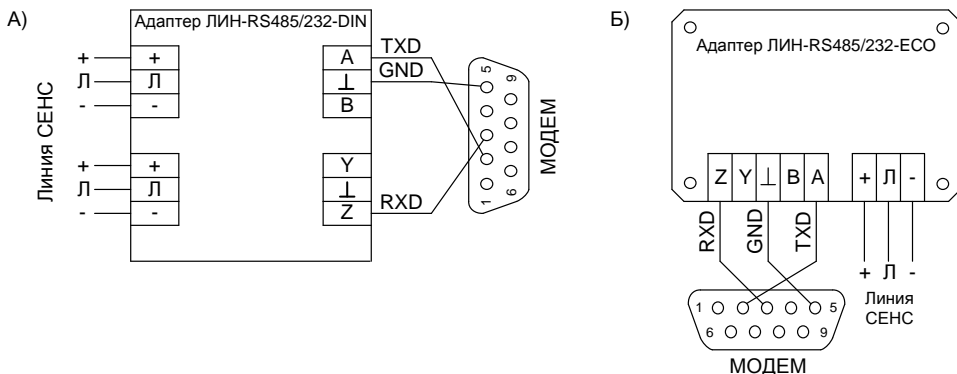 А)
Адаптер ЛИН-RS485/232-DIN
Линия СЕНС
+ +
Л Л
- -
+ +
Л Л
- -
A
⊥
B
Y
⊥
Z
TXD
GND
RXD
5
9
1
6
МОДЕМ
Б)
Адаптер ЛИН-RS485/232-ECO
Z Y ⊥ B A
+ Л -
RXD
GND
TXD
+ Л -
Линия
СЕНС
1 5
6 9
МОДЕМ